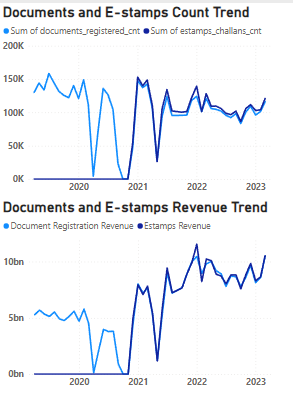 Documents and E-stamps Count Trend
Sum of documents_registered_cnt Sum of estamps_challans_cnt
200K
150K
100K
50K
0K
2020 2021 2022 2023
Documents and E-stamps Revenue Trend
Document Registration Revenue Estamps Revenue
10bn
5bn
0bn
2020 2021 2022 2023